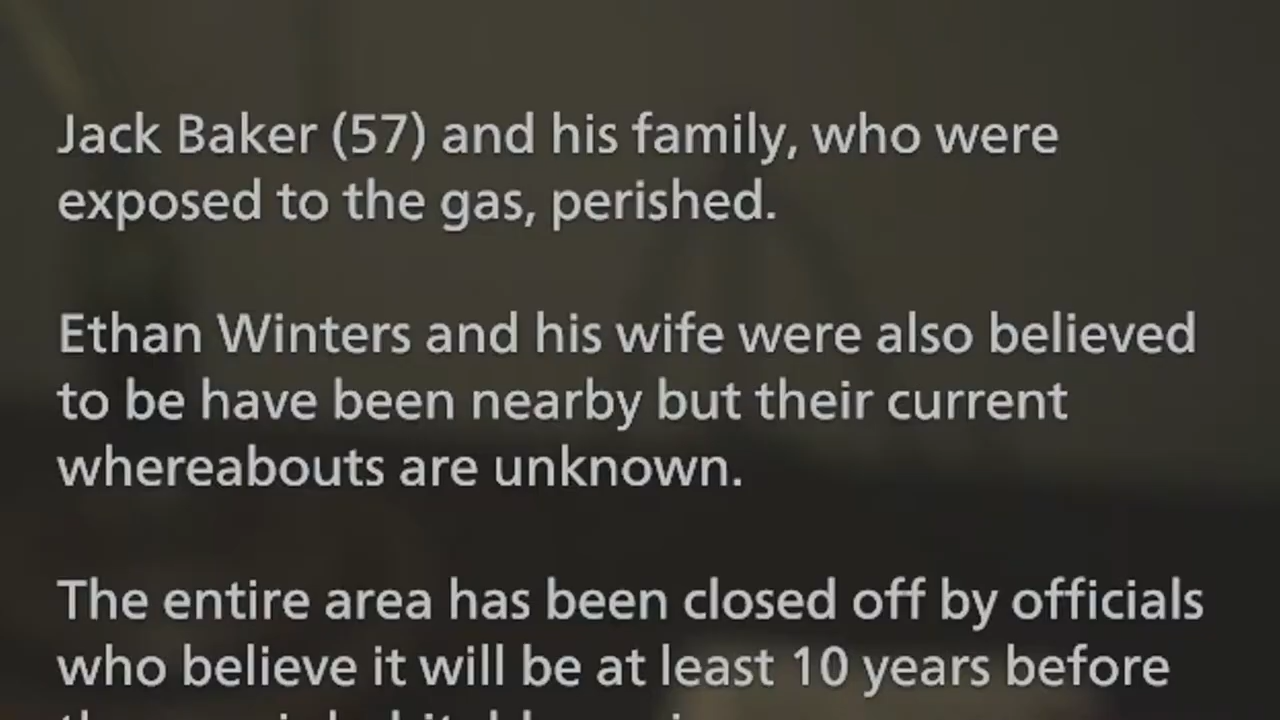 Jack Baker (57) and his family, who were
exposed to the gas, perished.
Ethan Winters and his wife were also believed
to be have been nearby but their current
whereabouts are unknown.
The entire area has been closed off by officials
who believe it will be at least 10 years before